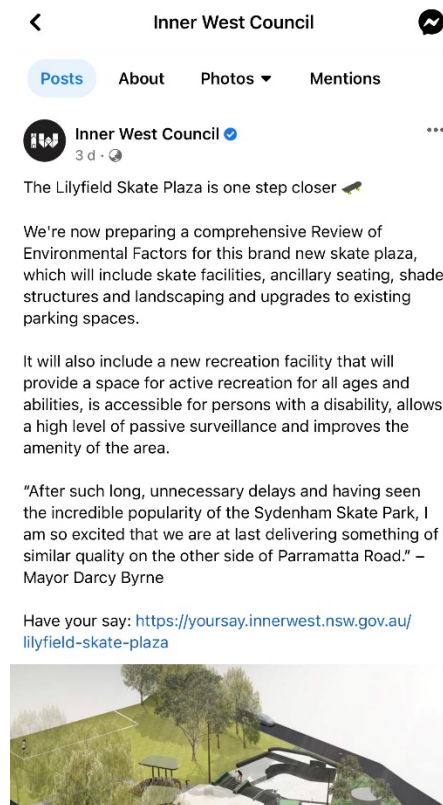 Inner West Council
Posts About Photos Mentions
IW
Inner West Council
3 d ·
The Lilyfield Skate Plaza is one step closer 🛹
We're now preparing a comprehensive Review of
Environmental Factors for this brand new skate plaza,
which will include skate facilities, ancillary seating, shade
structures and landscaping and upgrades to existing
parking spaces.
It will also include a new recreation facility that will
provide a space for active recreation for all ages and
abilities, is accessible for persons with a disability, allows
a high level of passive surveillance and improves the
amenity of the area.
"After such long, unnecessary delays and having seen
the incredible popularity of the Sydenham Skate Park, I
am so excited that we are at last delivering something of
similar quality on the other side of Parramatta Road." –
Mayor Darcy Byrne
Have your say: https://yoursay.innerwest.nsw.gov.au/
lilyfield-skate-plaza